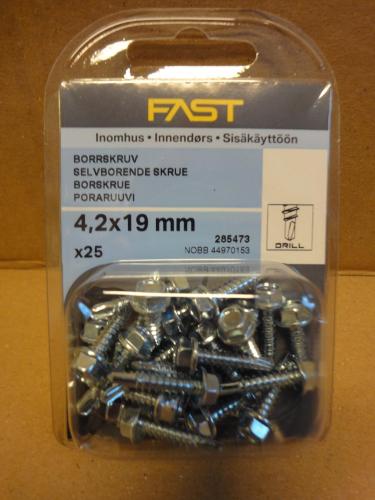 FAST
Inomhus • Innendørs • Sisäkäyttöön
BORRSKRUV
SELVBORENDE SKRUE
BORSKRUE
PORARUUVI
4,2x19 mm
285473
x25
NOBB 44970153
DRILL